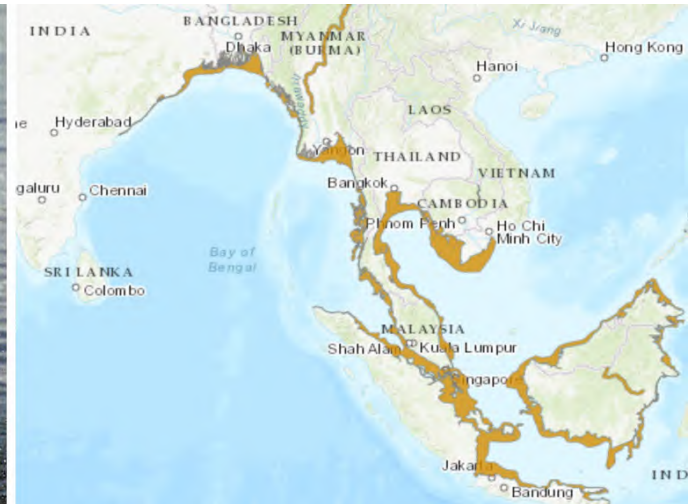 INDIA
BANGLADESH
Dhaka
MYANMAR
(BURMA)
Xi Jiang
Hong Kong
Hanoi
LAOS
Irrawaddy
Hyderabad
Yangon
THAILAND
VIETNAM
Bangkok
CAMBODIA
galuru
Chennai
Phnom Penh
Ho Chi
Minh City
Bay of
Bengal
SRI LANKA
Colombo
MALAYSIA
Shah Alam
Kuala Lumpur
Singapore
Jakarta
Bandung
IND